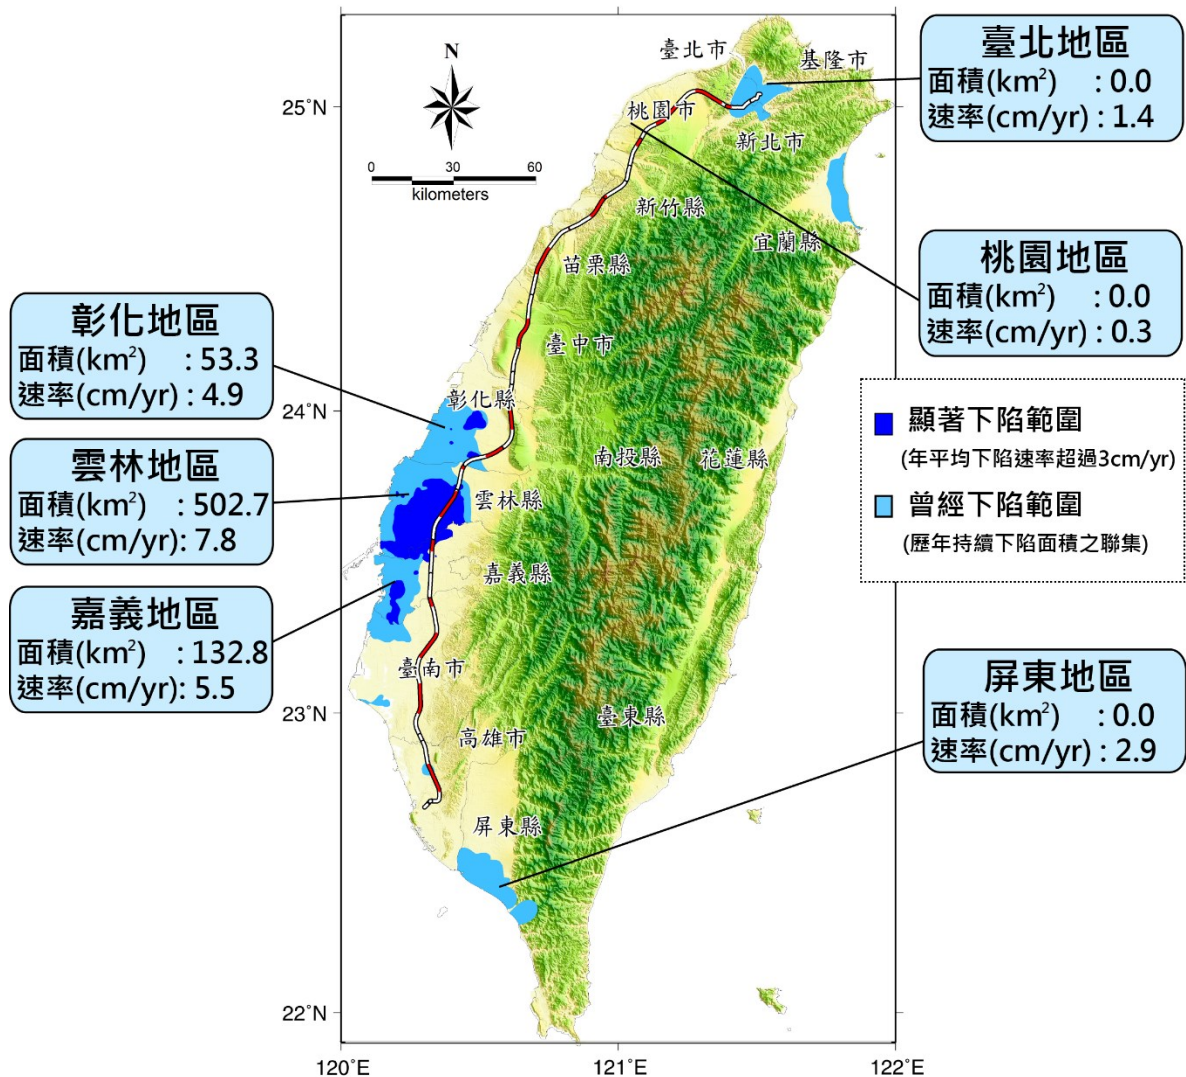 臺北地區
面積(km²) : 0.0
速率(cm/yr) : 1.4
桃園地區
面積(km²) : 0.0
速率(cm/yr) : 0.3
彰化地區
面積(km²) : 53.3
速率(cm/yr) : 4.9
雲林地區
面積(km²) : 502.7
速率(cm/yr): 7.8
嘉義地區
面積(km²) : 132.8
速率(cm/yr): 5.5
屏東地區
面積(km²) : 0.0
速率(cm/yr) : 2.9
顯著下陷範圍
(年平均下陷速率超過3cm/yr)
曾經下陷範圍
(歷年持續下陷面積之聯集)
N
0 30 60
kilometers
臺北市
基隆市
桃園市
新北市
新竹縣
宜蘭縣
苗栗縣
臺中市
彰化縣
南投縣
花蓮縣
雲林縣
嘉義縣
臺南市
高雄市
臺東縣
屏東縣
25°N
24°N
23°N
22°N
120°E
121°E
122°E